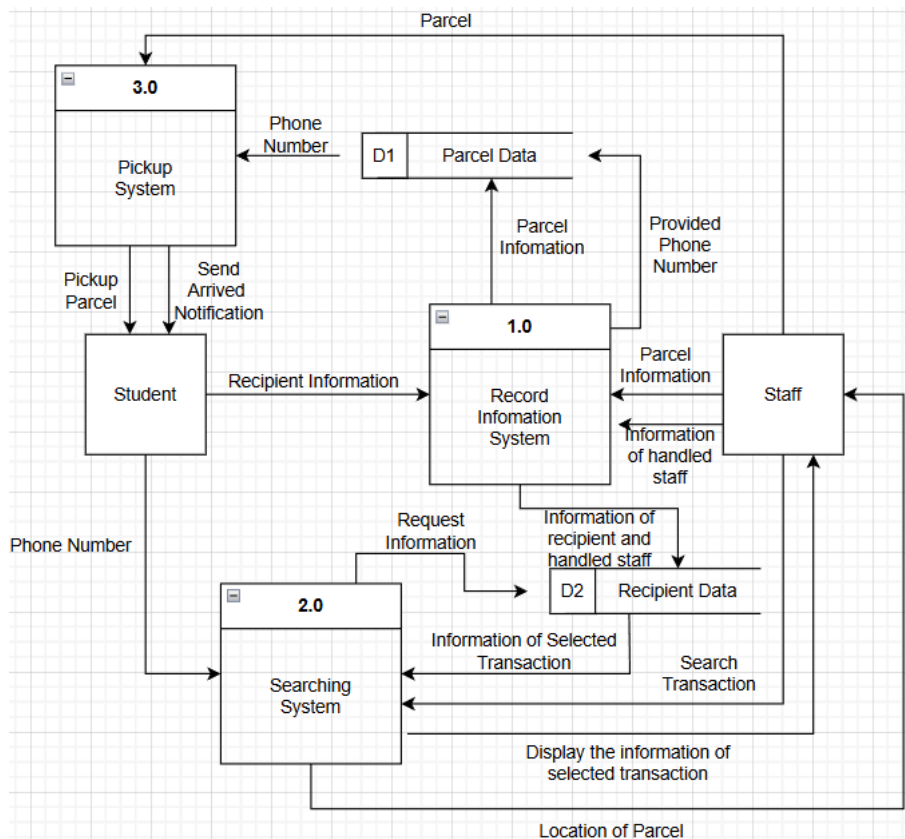 Parcel
3.0
Pickup
System
Phone
Number
D1
Parcel Data
Parcel
Infomation
Provided
Phone
Number
Pickup
Parcel
Send
Arrived
Notification
1.0
Record
Infomation
System
Student
Recipient Information
Parcel
Information
Staff
Information
of handled
staff
Phone Number
Request
Information
Information of
recipient and
handled staff
D2
Recipient Data
2.0
Searching
System
Information of Selected
Transaction
Search
Transaction
Display the information of
selected transaction
Location of Parcel